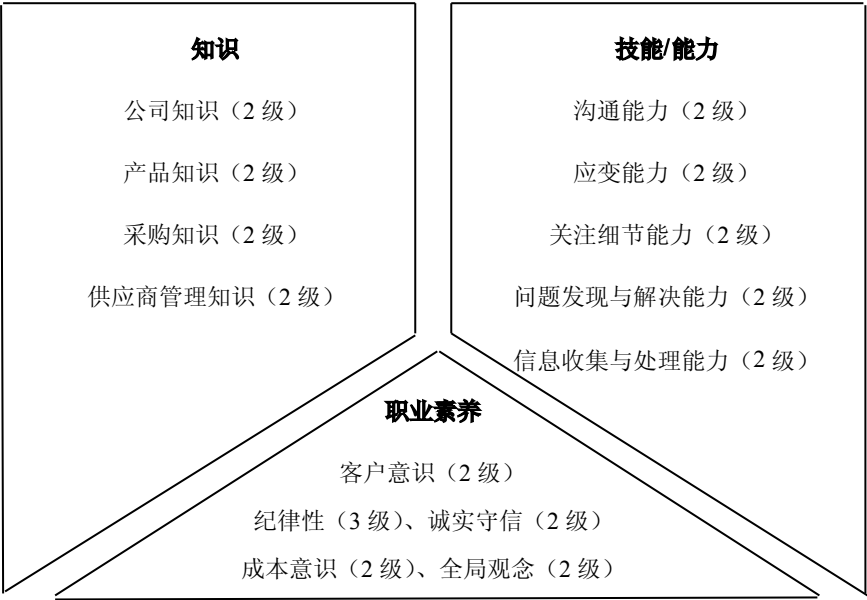 知识
公司知识（2 级）
产品知识（2 级）
采购知识（2 级）
供应商管理知识（2 级）
技能/能力
沟通能力（2 级）
应变能力（2 级）
关注细节能力（2 级）
问题发现与解决能力（2 级）
信息收集与处理能力（2 级）
职业素养
客户意识（2 级）
纪律性（3 级）、诚实守信（2 级）
成本意识（2 级）、全局观念（2 级）